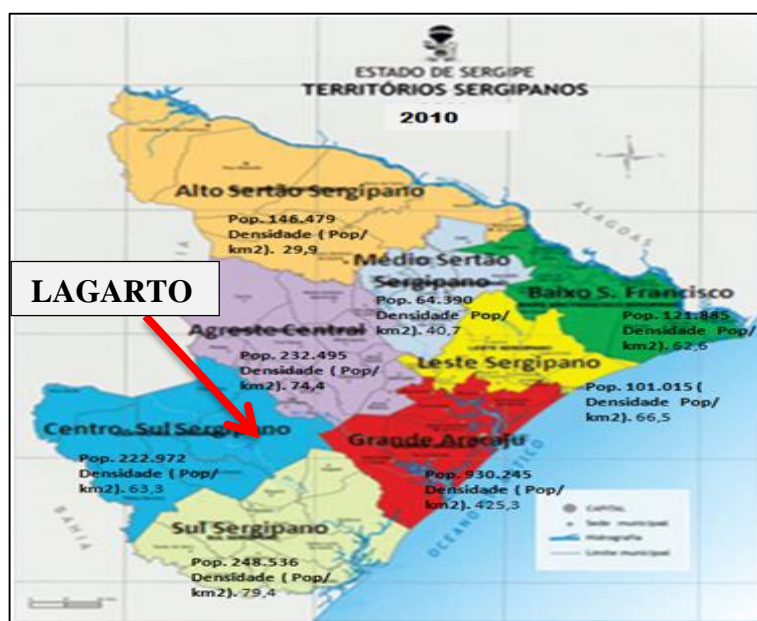 ESTADO DE SERGIPE
TERRITÓRIOS SERGIPANOS
2010
Alto Sertão Sergipano
Pop. 146.479
Densidade ( Pop/
km2). 29,9
ALAGOAS
Médio Sertão
Sergipano
Pop. 64.390
Densidade Pop/
km2). 40,7
Baixo S. Francisco
Pop. 121.885
Densidade ( Pop/
km2). 62,6
LAGARTO
Agreste Central
Pop. 232.495
Densidade ( Pop/
km2). 74,4
Leste Sergipano
LESTE SERGIPANO
Pop. 101.015 (
Densidade Pop/
km2). 66,5
Centro Sul Sergipano
Pop. 222.972
Densidade ( Pop/
km2). 63,3
Grande Aracaju
Pop. 930.245
Densidade ( Pop/
km2). 425,3
OCEANO
Sul Sergipano
Pop. 248.536
Densidade ( Pop/
km2). 79,4
BAHIA
CAPITAL
Sede municipal
Hidrografia
Limite municipal